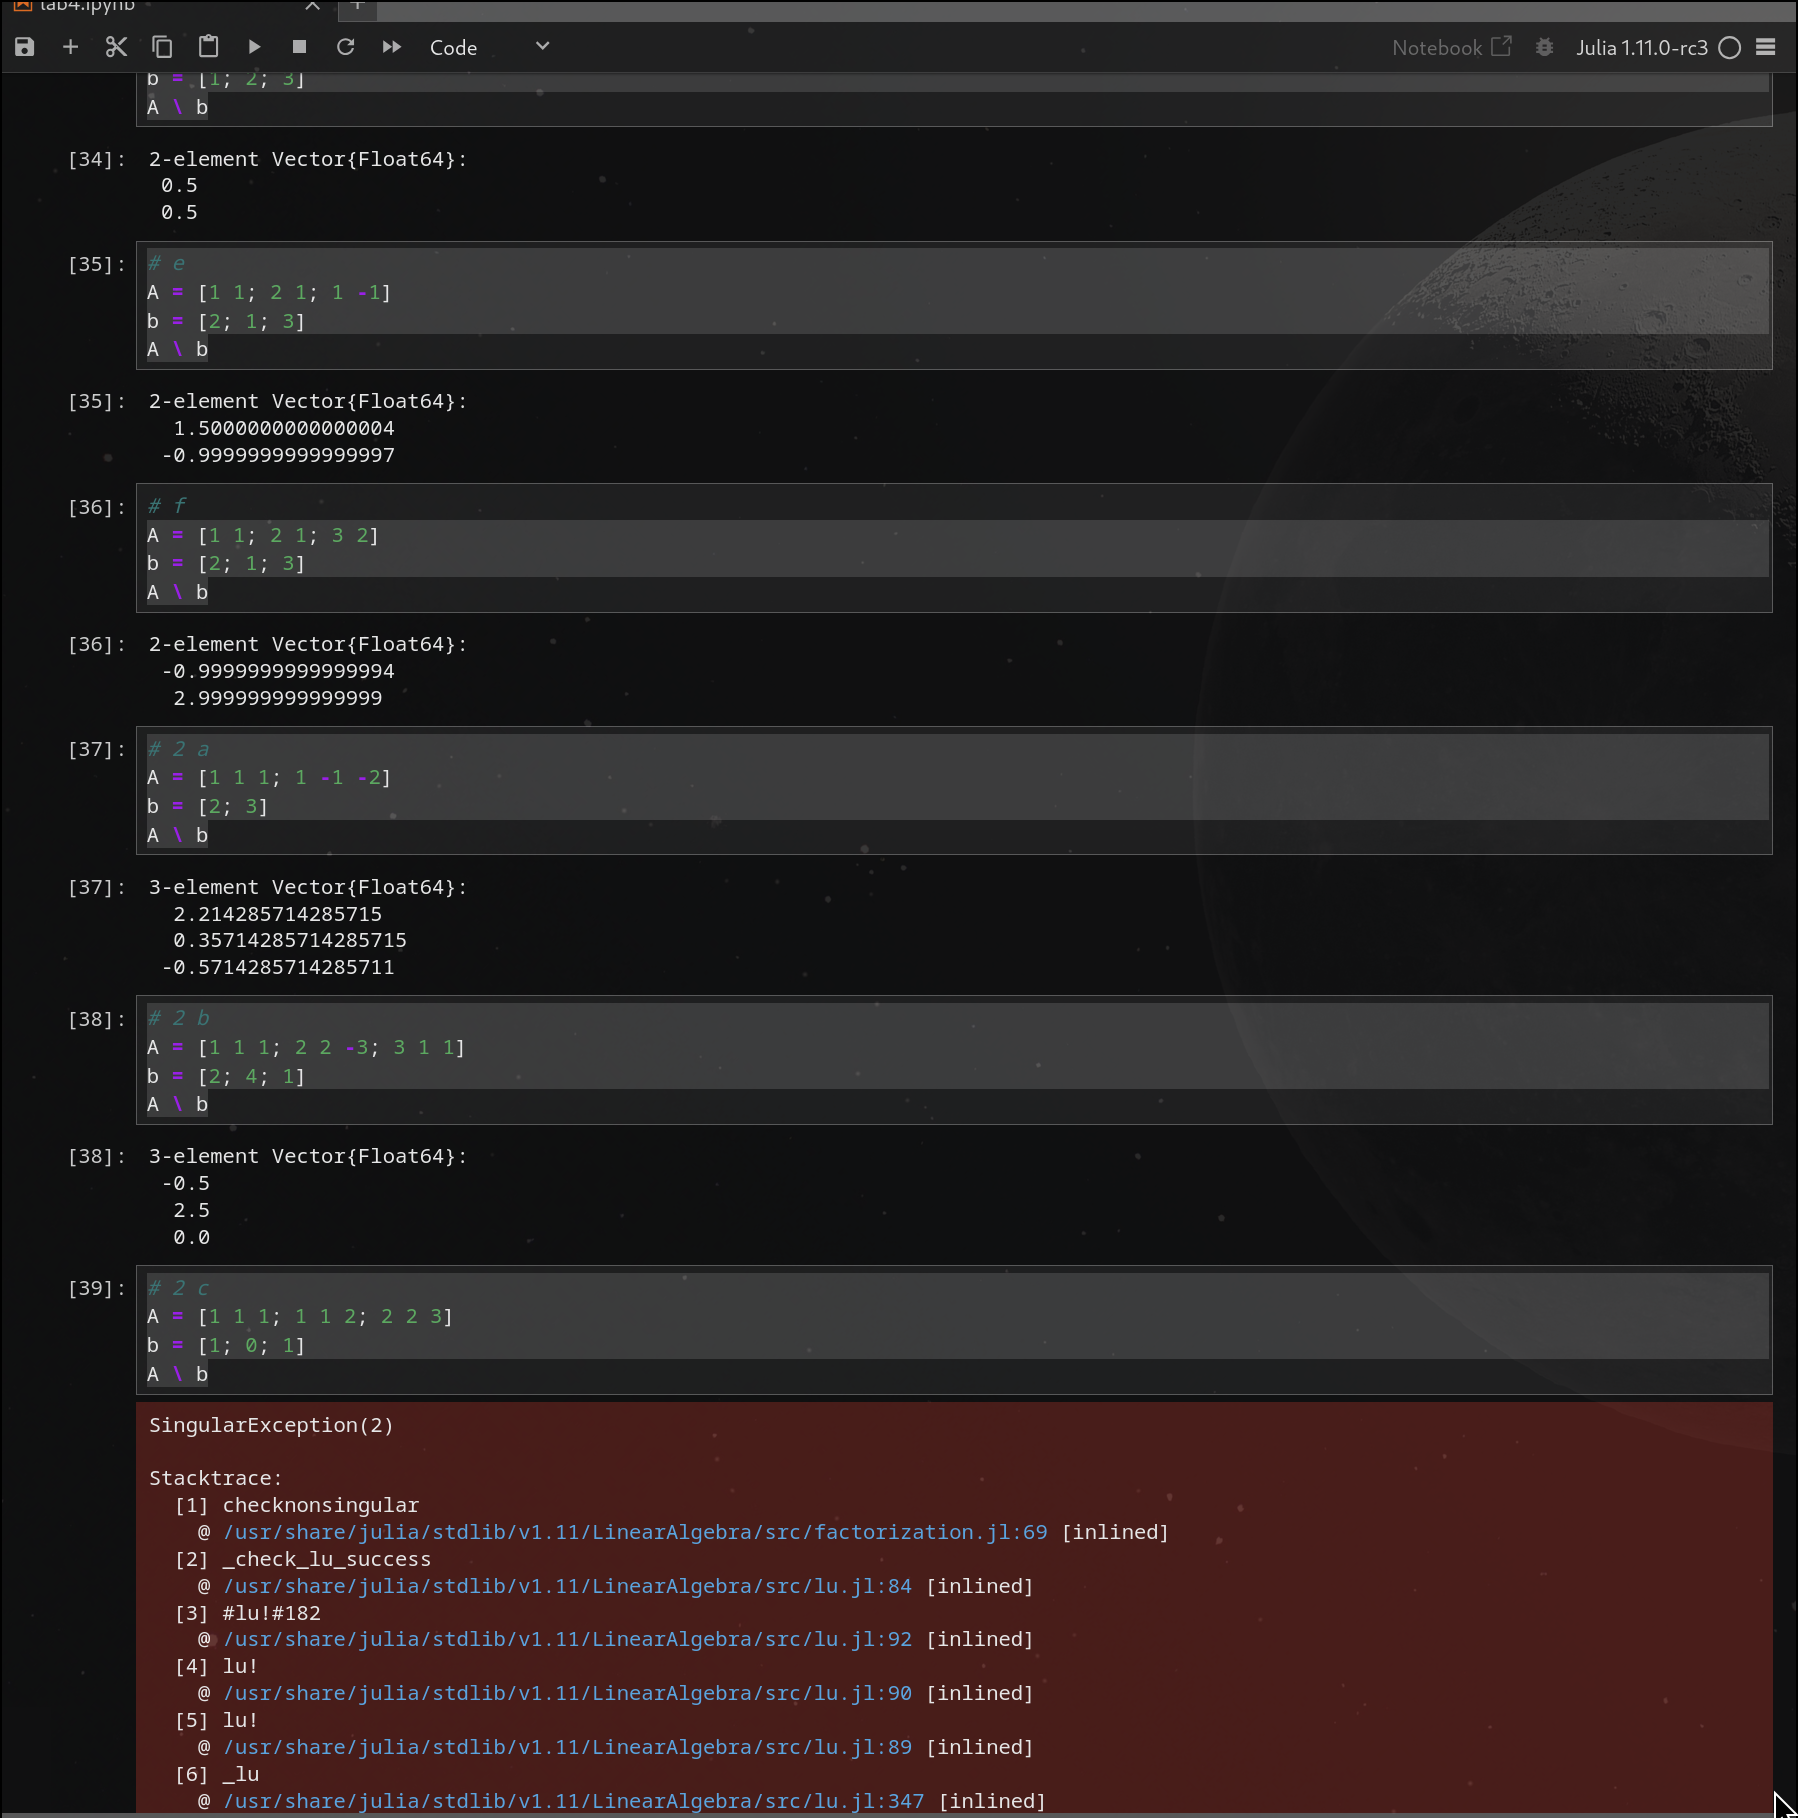 lab4.ipynb
Code
Notebook
Julia 1.11.0-rc3
b = [1; 2; 3]
A \ b
[34]: 2-element Vector{Float64}:
0.5
0.5
[35]: # e
A = [1 1; 2 1; 1 -1]
b = [2; 1; 3]
A \ b
[35]: 2-element Vector{Float64}:
1.5000000000000004
-0.9999999999999997
[36]: # f
A = [1 1; 2 1; 3 2]
b = [2; 1; 3]
A \ b
[36]: 2-element Vector{Float64}:
-0.9999999999999994
2.999999999999999
[37]: # 2 a
A = [1 1 1; 1 -1 -2]
b = [2; 3]
A \ b
[37]: 3-element Vector{Float64}:
2.214285714285715
0.35714285714285715
-0.5714285714285711
[38]: # 2 b
A = [1 1 1; 2 2 -3; 3 1 1]
b = [2; 4; 1]
A \ b
[38]: 3-element Vector{Float64}:
-0.5
2.5
0.0
[39]: # 2 c
A = [1 1 1; 1 1 2; 2 2 3]
b = [1; 0; 1]
A \ b
SingularException(2)
Stacktrace:
[1] checknonsingular
@ /usr/share/julia/stdlib/v1.11/LinearAlgebra/src/factorization.jl:69 [inlined]
[2] _check_lu_success
@ /usr/share/julia/stdlib/v1.11/LinearAlgebra/src/lu.jl:84 [inlined]
[3] #lu!#182
@ /usr/share/julia/stdlib/v1.11/LinearAlgebra/src/lu.jl:92 [inlined]
[4] lu!
@ /usr/share/julia/stdlib/v1.11/LinearAlgebra/src/lu.jl:90 [inlined]
[5] lu!
@ /usr/share/julia/stdlib/v1.11/LinearAlgebra/src/lu.jl:89 [inlined]
[6] _lu
@ /usr/share/julia/stdlib/v1.11/LinearAlgebra/src/lu.jl:347 [inlined]